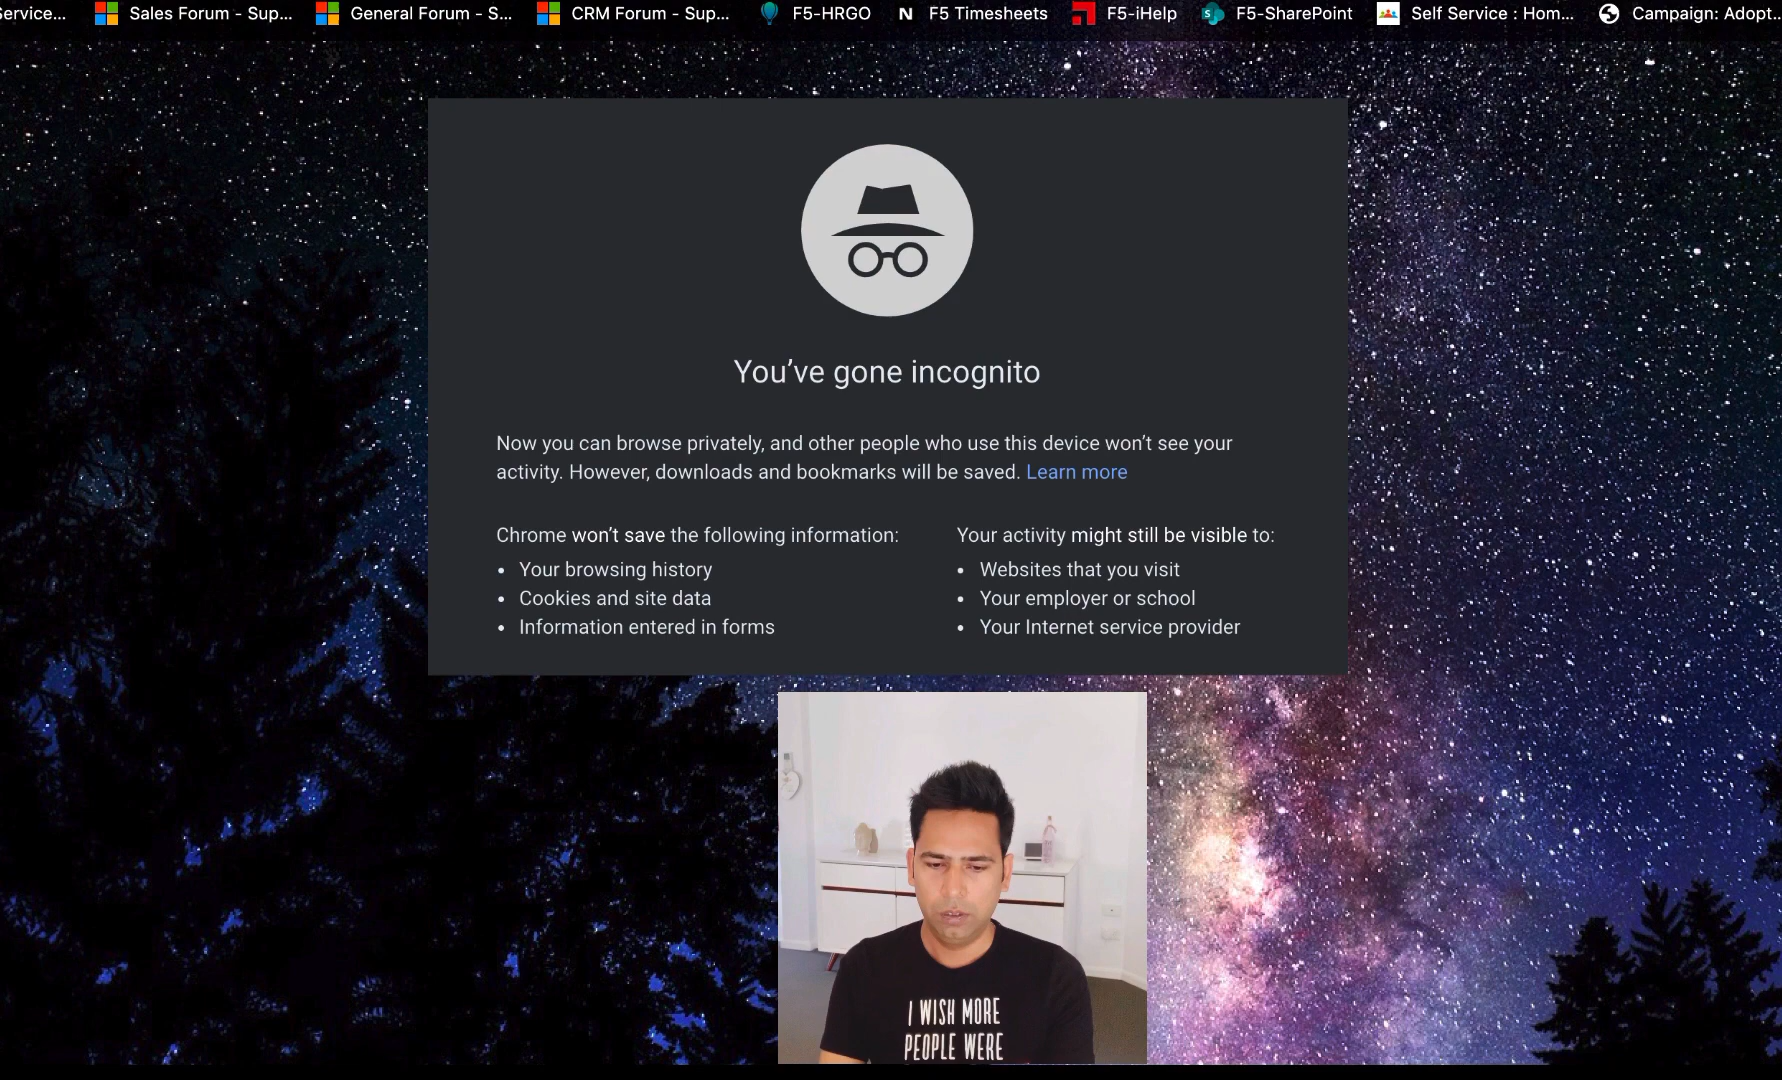 Service...
Sales Forum - Sup...
General Forum - S...
CRM Forum - Sup...
F5-HRGO
N F5 Timesheets
F5-iHelp
S F5-SharePoint
Self Service : Hom...
Campaign: Adopt...
You've gone incognito
Now you can browse privately, and other people who use this device won't see your
activity. However, downloads and bookmarks will be saved. Learn more
Chrome won't save the following information:
Your browsing history
Cookies and site data
Information entered in forms
Your activity might still be visible to:
Websites that you visit
Your employer or school
Your Internet service provider
I WISH MORE
PEOPLE WERE